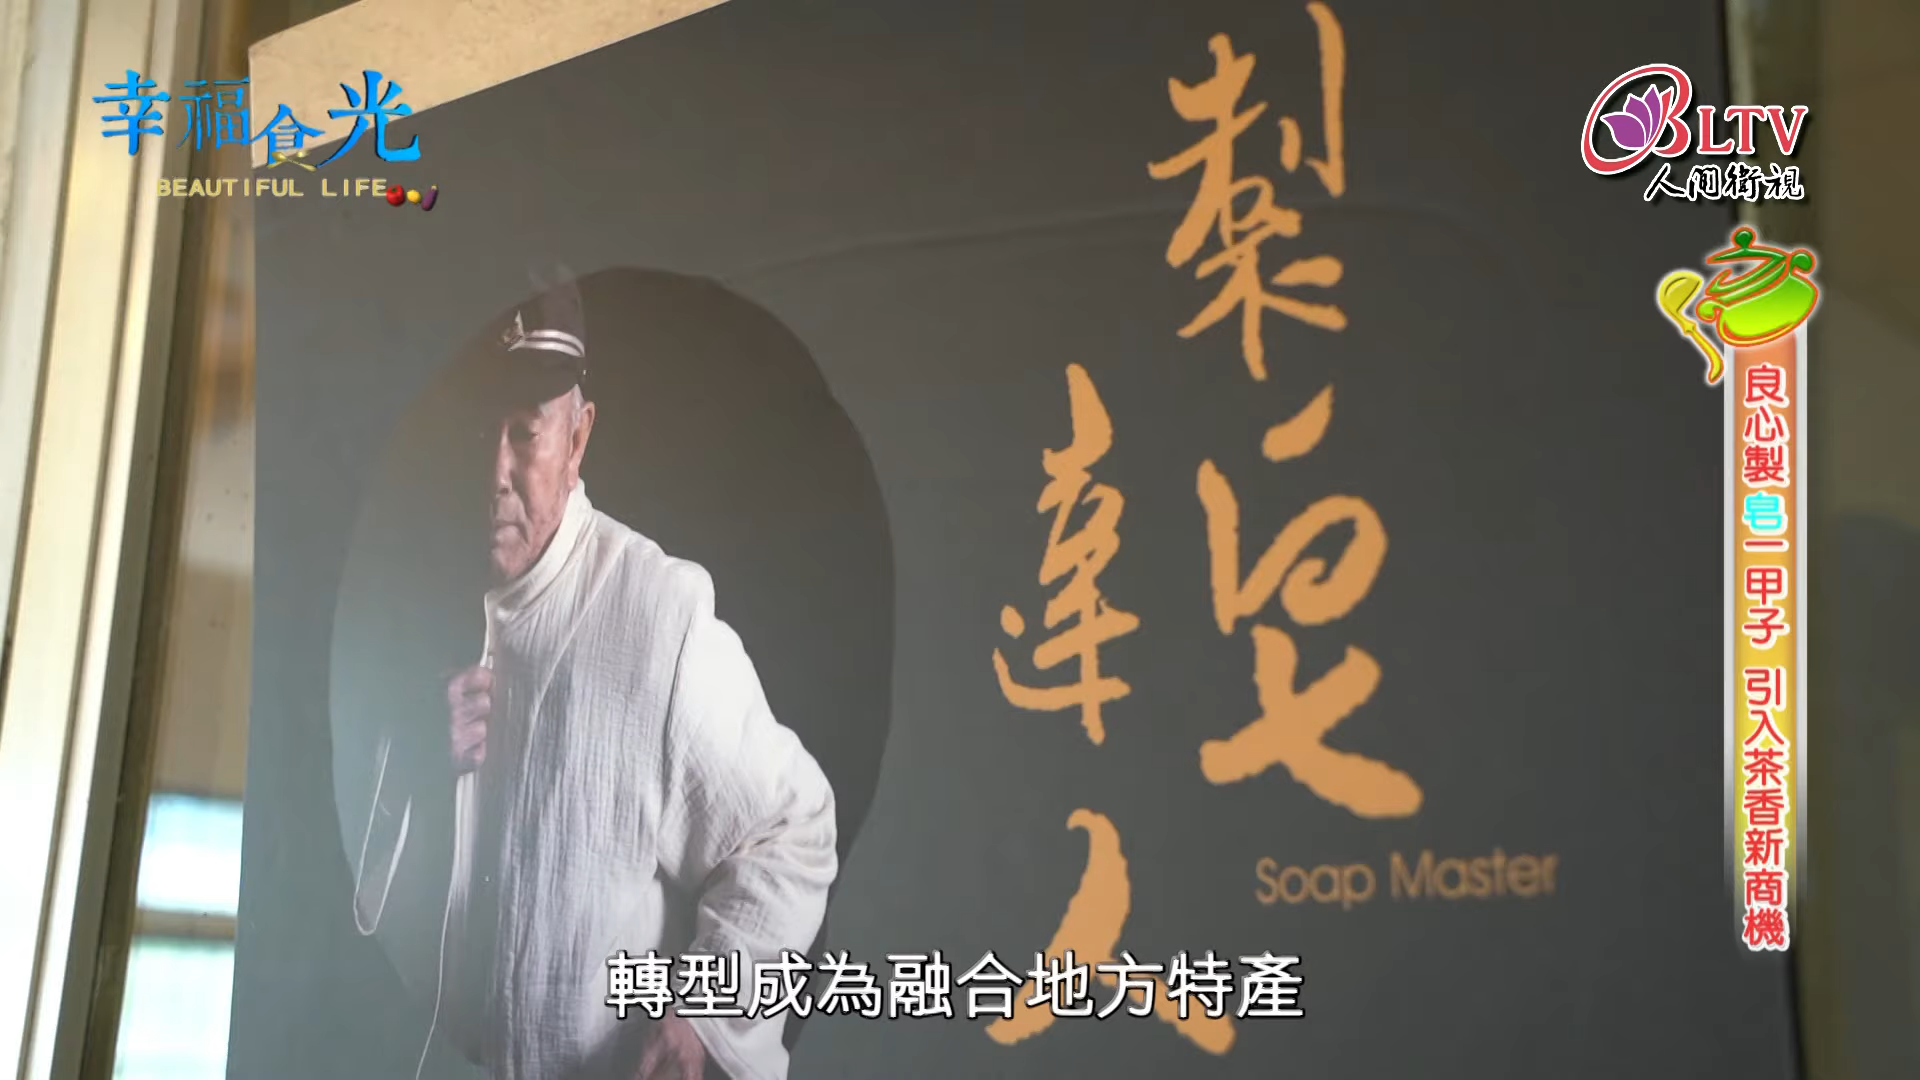 幸福食光
BEAUTIFUL LIFE
BLTV
人間衛視
良心製皂一甲子 引入茶香新商機
製皂
達人
Soap Master
轉型成為融合地方特產